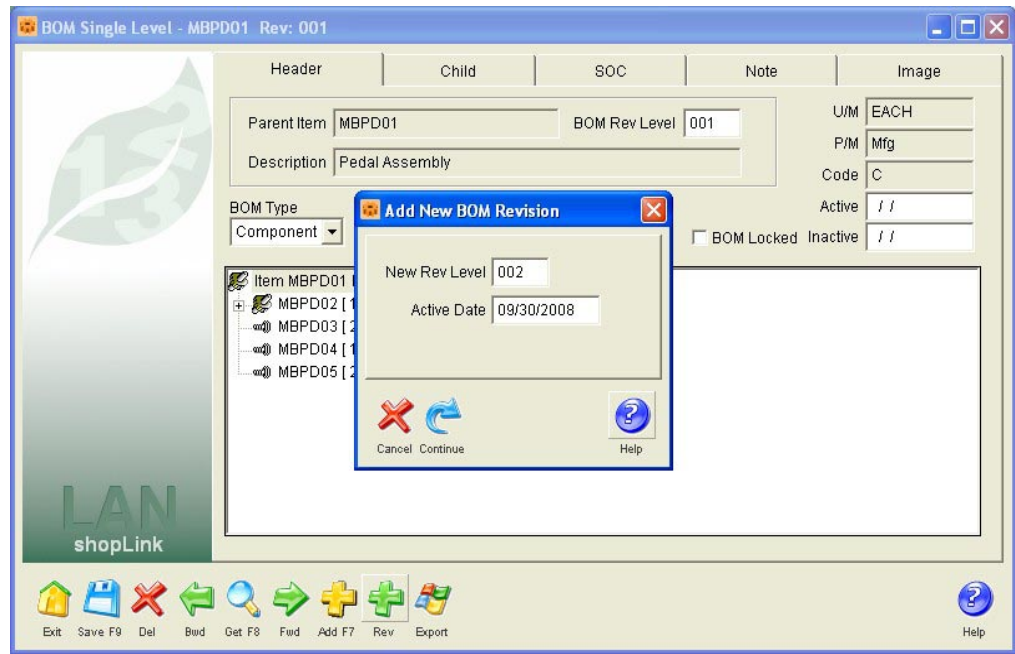 BOM Single Level - MBPD01 Rev: 001
Header Child SOC Note Image
Parent Item MBPD01 BOM Rev Level 001
Description Pedal Assembly
U/M EACH
P/M Mfg
Code C
Active / /
Inactive / /
BOM Type
Component
BOM Locked
Item MBPD01
MBPD02 [ 1
MBPD03 [ 2
MBPD04 [ 1
MBPD05 [ 2
Add New BOM Revision
New Rev Level 002
Active Date 09/30/2008
Cancel Continue Help
13
LAN
shopLink
Exit Save F9 Del Bwd Get F8 Fwd Add F7 Rev Export Help